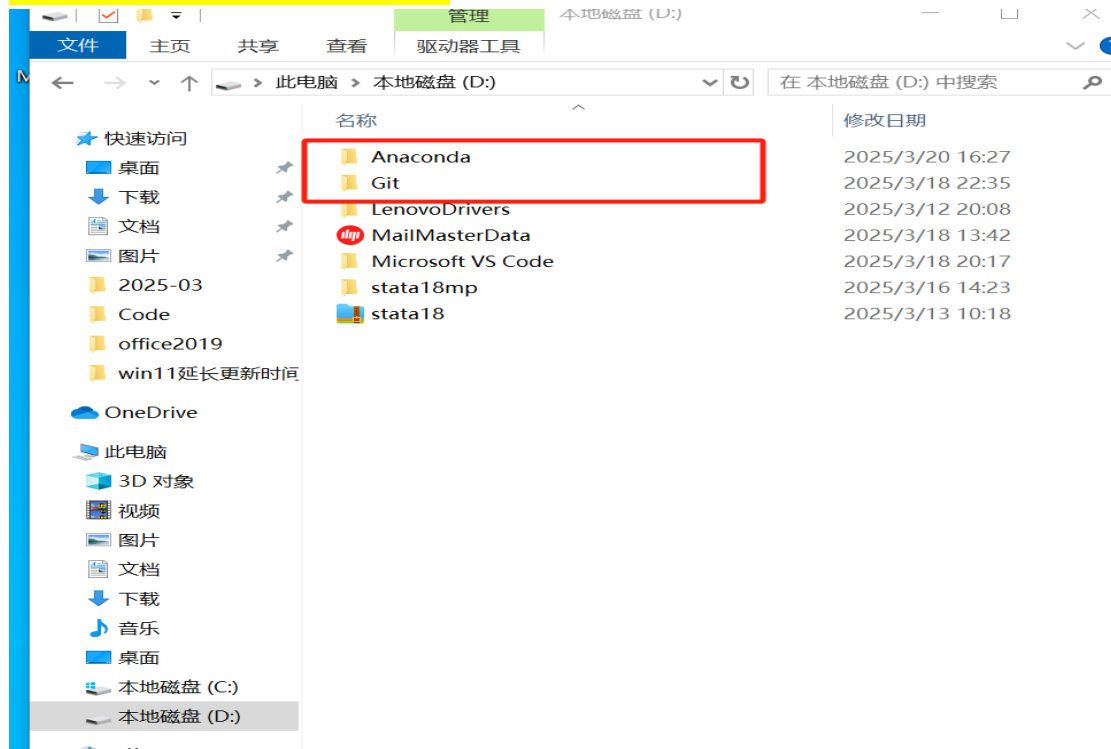 管理 本地磁盘 (D:)
文件 主页 共享 查看 驱动器工具
此电脑 > 本地磁盘 (D:) 在 本地磁盘 (D:) 中搜索
名称 修改日期
快速访问
桌面
下载
文档
图片
2025-03
Code
office2019
win11延长更新时间
OneDrive
此电脑
3D 对象
视频
图片
文档
下载
音乐
桌面
本地磁盘 (C:)
本地磁盘 (D:)
Anaconda 2025/3/20 16:27
Git 2025/3/18 22:35
LenovoDrivers 2025/3/12 20:08
MailMasterData 2025/3/18 13:42
Microsoft VS Code 2025/3/18 20:17
stata18mp 2025/3/16 14:23
stata18 2025/3/13 10:18